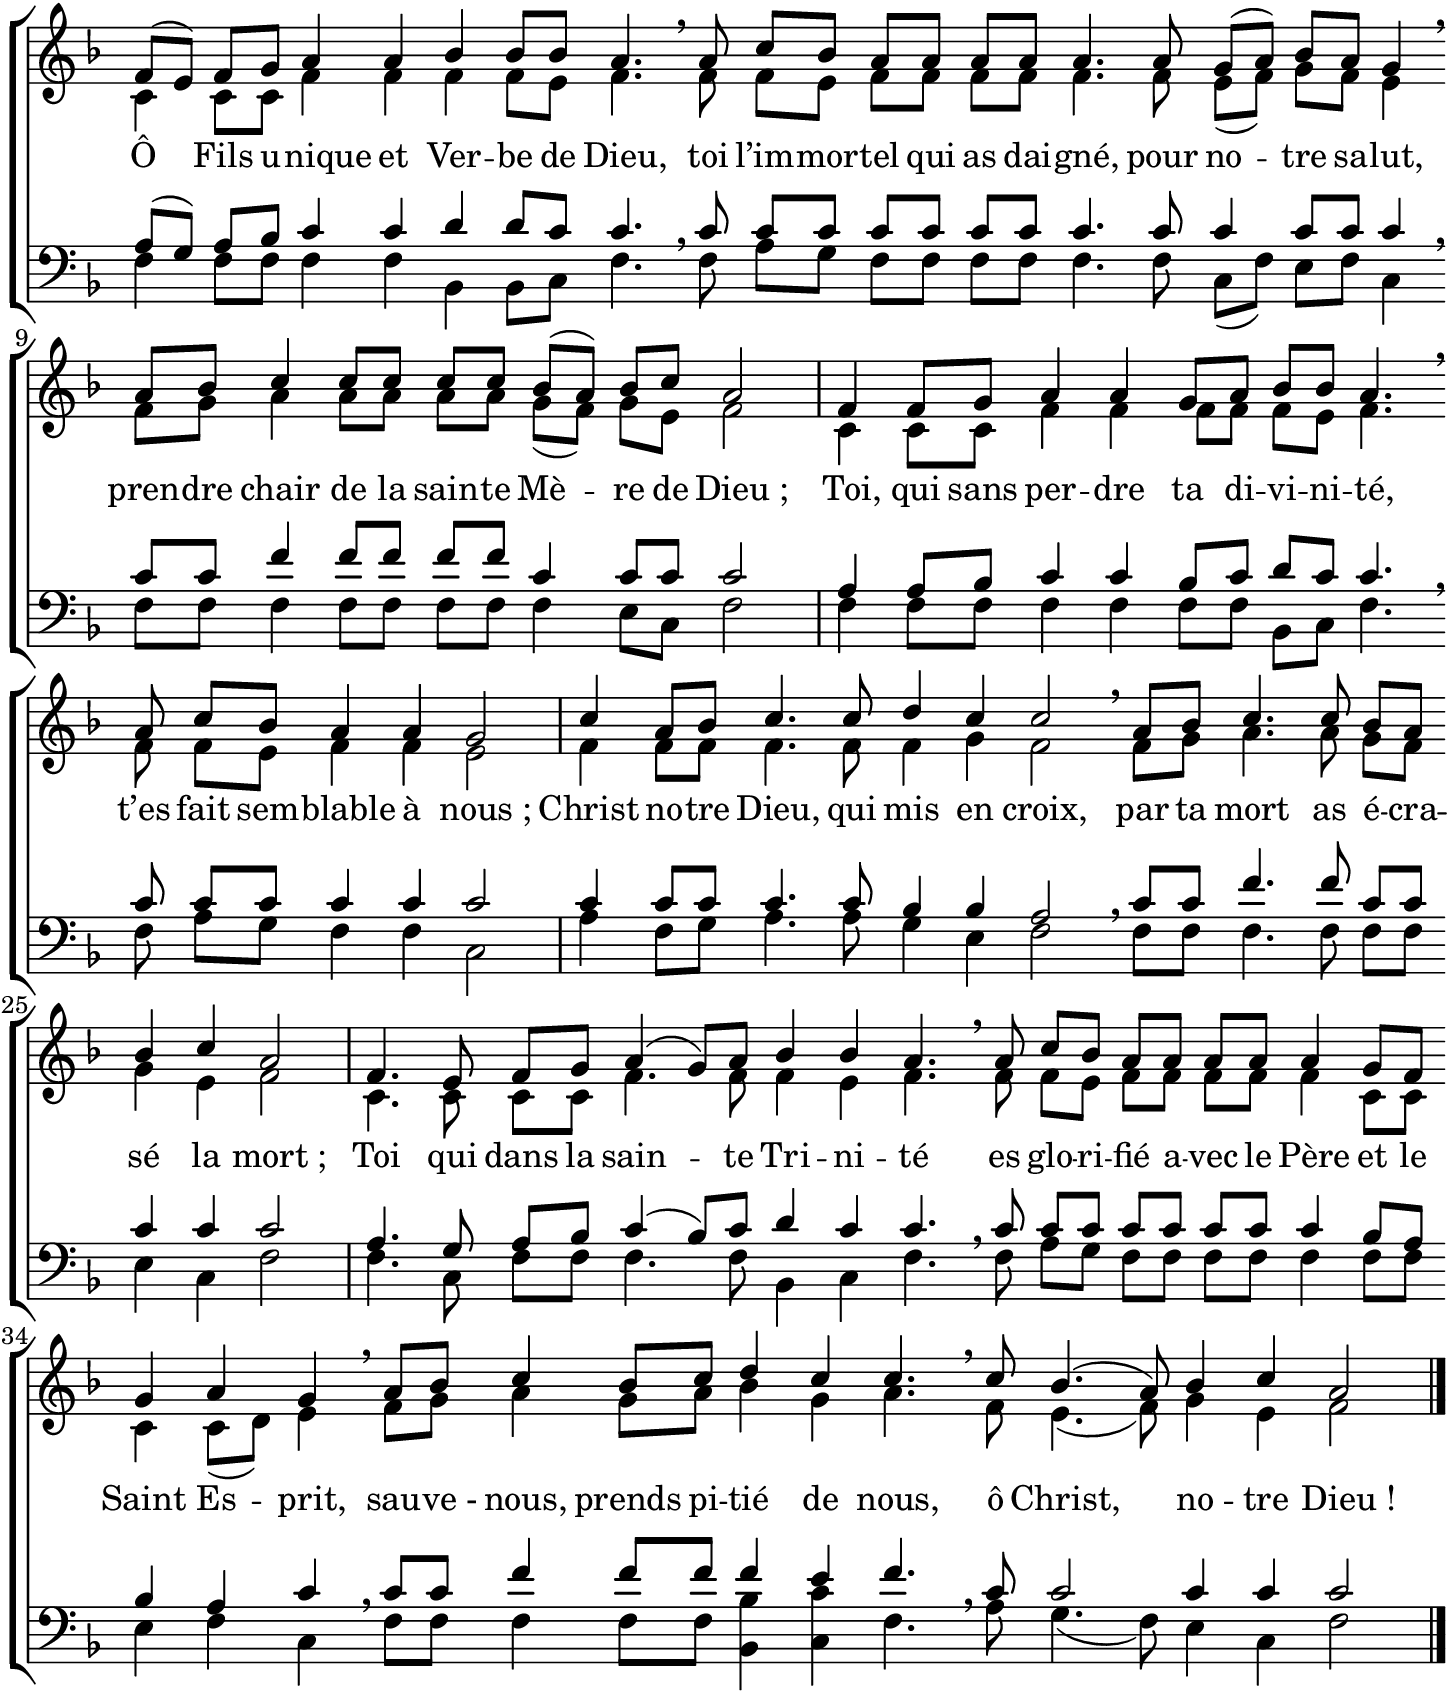 Ô Fils unique et Ver -- be de Dieu, toi l’immortel qui as daigné, pour no -- tre salut,
9
prendre chair de la sainte Mè -- re de Dieu ; Toi, qui sans per -- dre ta di -- vi -- ni -- té,
t’es fait semblable à nous ; Christ notre Dieu, qui mis en croix, par ta mort as é -- cra --
25
sé la mort ; Toi qui dans la sain -- te Tri -- ni -- té es glo -- ri -- fié a -- vec le Père et le
34
Saint Es -- prit, sauve - nous, prends pi -- tié de nous, ô Christ, no -- tre Dieu !